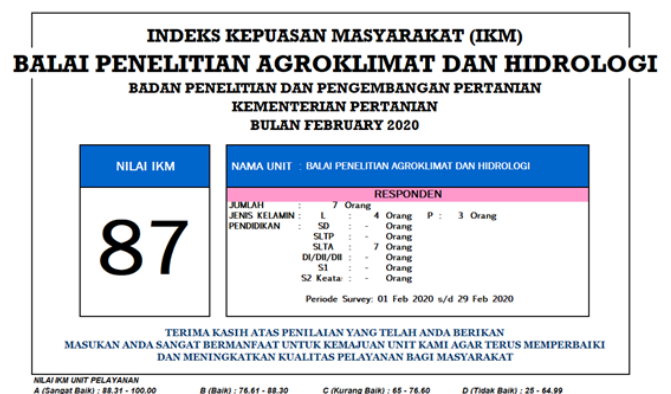 INDEKS KEPUASAN MASYARAKAT (IKM)
BALAI PENELITIAN AGROKLIMAT DAN HIDROLOGI
BADAN PENELITIAN DAN PENGEMBANGAN PERTANIAN
KEMENTERIAN PERTANIAN
BULAN FEBRUARY 2020
NILAI IKM
87
NAMA UNIT : BALAI PENELITIAN AGROKLIMAT DAN HIDROLOGI
RESPONDEN
JUMLAH : 7 Orang
JENIS KELAMIN : L : 4 Orang P : 3 Orang
PENDIDIKAN : SD : - Orang
SLTP : - Orang
SLTA : 7 Orang
DI/DII/DII : - Orang
S1 : - Orang
S2 Keata: : - Orang
Periode Survey: 01 Feb 2020 s/d 29 Feb 2020
TERIMA KASIH ATAS PENILAIAN YANG TELAH ANDA BERIKAN
MASUKAN ANDA SANGAT BERMANFAAT UNTUK KEMAJUAN UNIT KAMI AGAR TERUS MEMPERBAIKI
DAN MENINGKATKAN KUALITAS PELAYANAN BAGI MASYARAKAT
NILAI IKM UNIT PELAYANAN
A (Sangat Baik) : 88.31 - 100.00 B (Baik) : 76.61 - 88.30 C (Kurang Baik) : 65 - 76.60 D (Tidak Baik) : 25 - 64.99